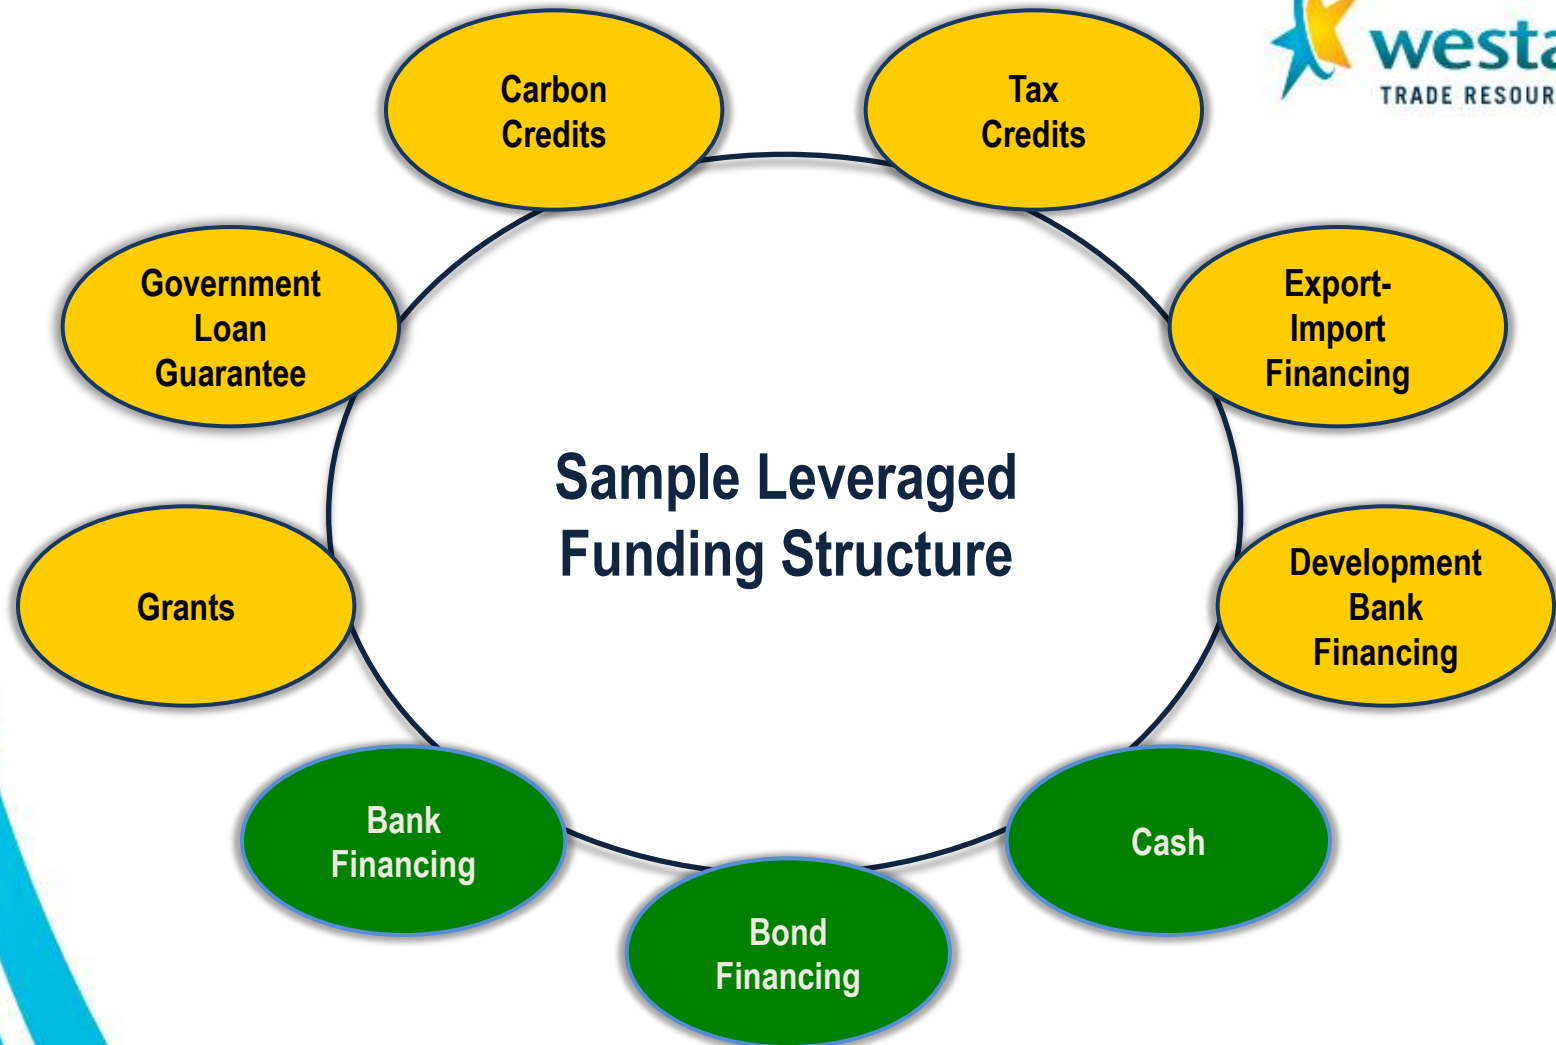 Carbon
Credits
Tax
Credits
TRADE
Government
Loan
Guarantee
Export-
Import
Financing
Sample Leveraged
Funding Structure
Grants
Development
Bank
Financing
Bank
Financing
Cash
Bond
Financing